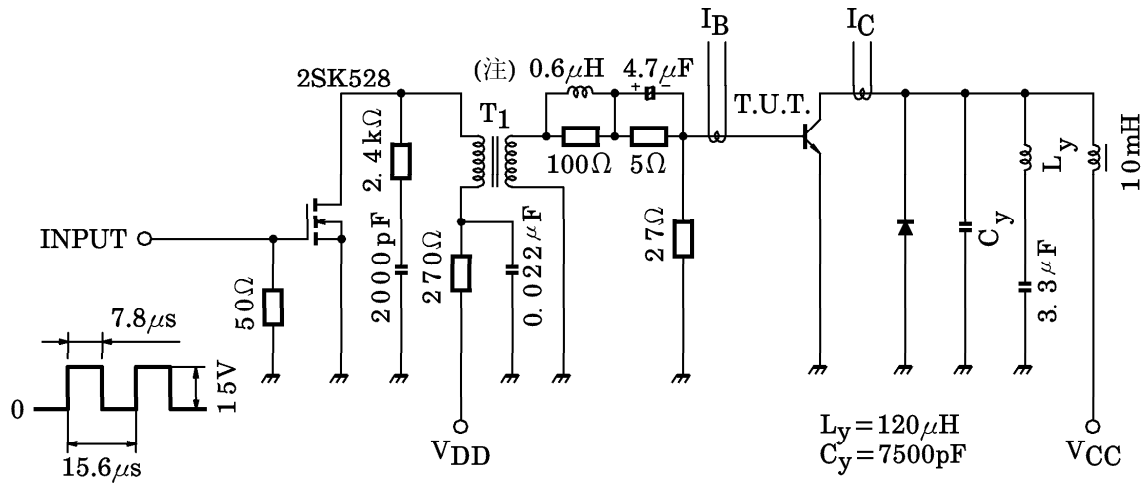 I_B
I_C
2SK528
(注)
0.6μH
4.7μF
+
−
T.U.T.
T1
100Ω
5Ω
2.4kΩ
2000pF
270Ω
0.022μF
27Ω
INPUT
50Ω
7.8μs
15V
0
15.6μs
V_DD
C_y
L_y
3.3μF
10mH
L_y=120μH
C_y=7500pF
V_CC